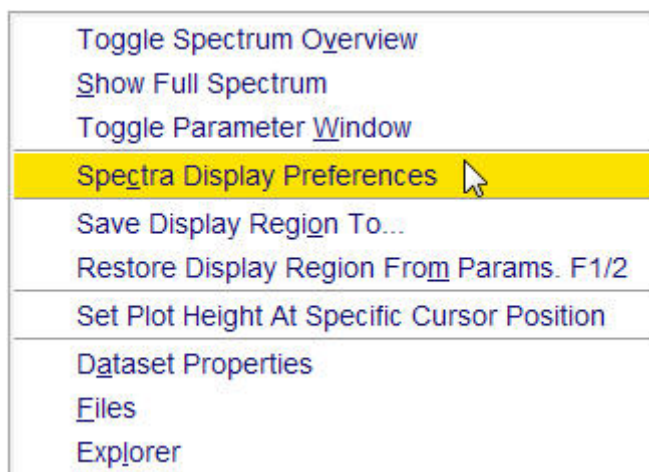 Toggle Spectrum Overview
Show Full Spectrum
Toggle Parameter Window
Spectra Display Preferences
Save Display Region To...
Restore Display Region From Params. F1/2
Set Plot Height At Specific Cursor Position
Dataset Properties
Files
Explorer